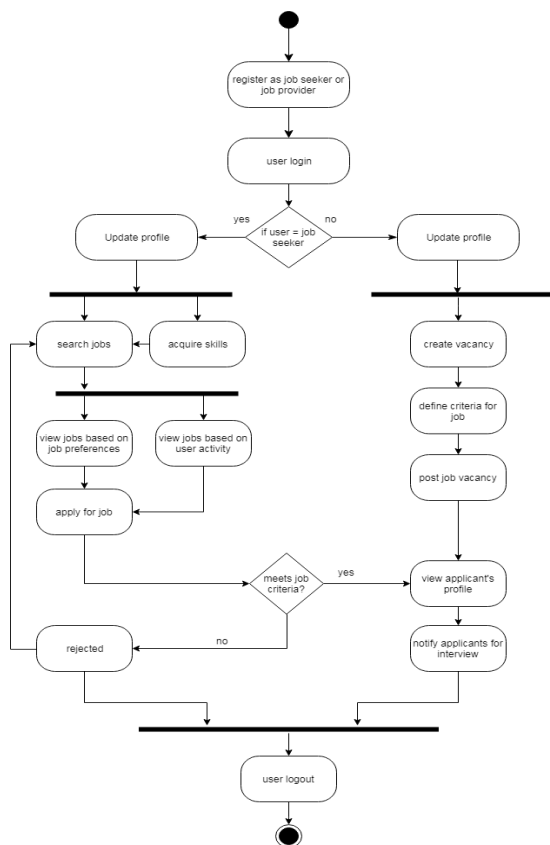 register as job seeker or
job provider
user login
yes
if user = job
seeker
no
Update profile
Update profile
search jobs
acquire skills
create vacancy
define criteria for
job
view jobs based on
job preferences
view jobs based on
user activity
post job vacancy
apply for job
meets job
criteria?
yes
view applicant's
profile
no
rejected
notify applicants for
interview
user logout